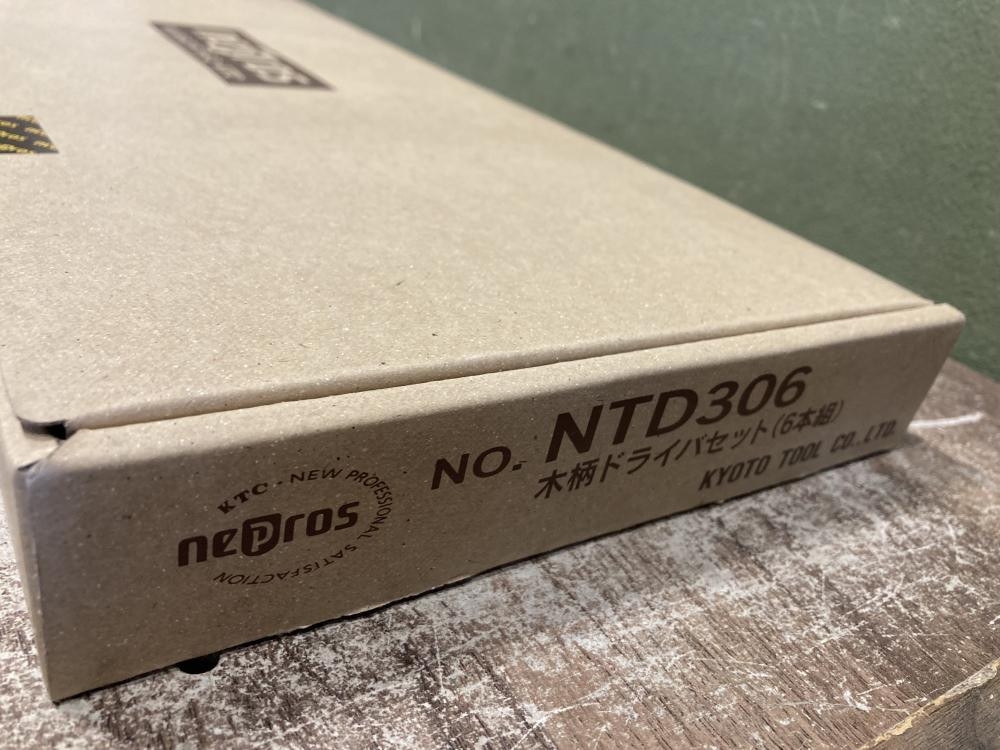 nepros
NO. NTD306
木柄ドライバセット(6本組)
KYOTO TOOL CO.,LTD.
KTC・NEW PROFESSIONAL SATISFACTION
nepros